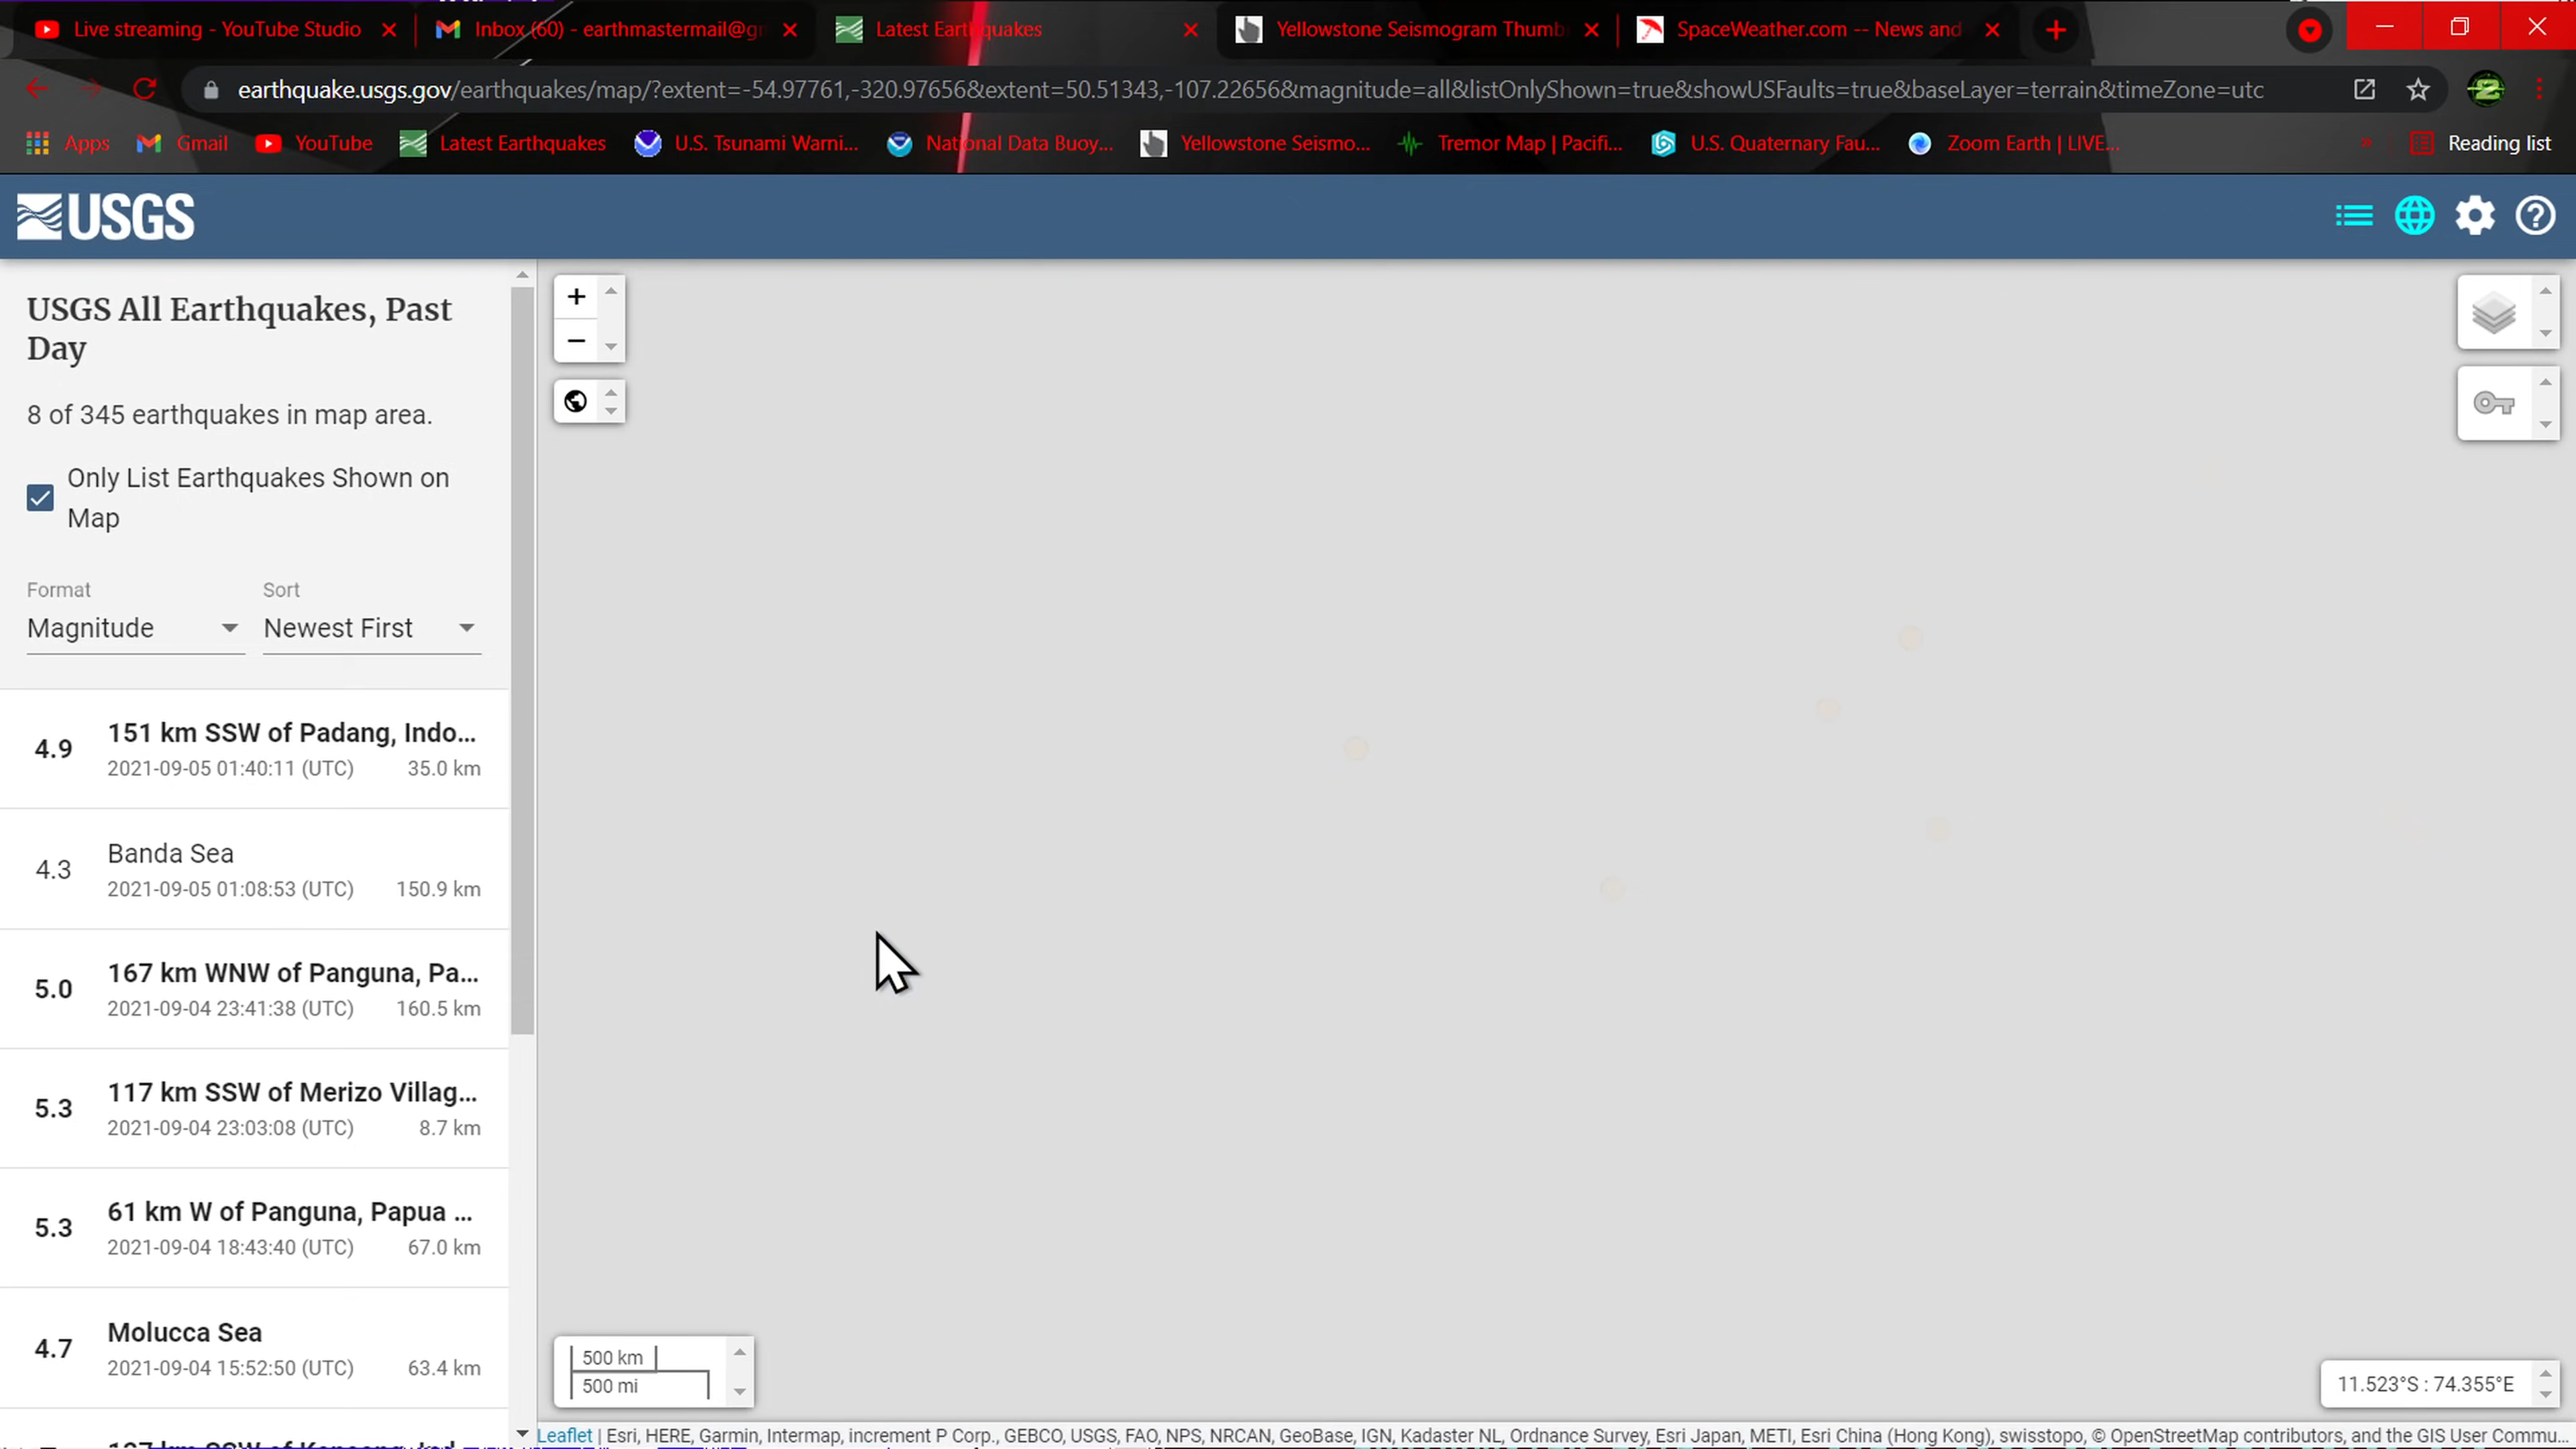 Live streaming - YouTube Studio
Inbox (60) - earthmastermail@g
Latest Earthquakes
Yellowstone Seismogram Thumb
SpaceWeather.com -- News and
earthquake.usgs.gov/earthquakes/map/?extent=-54.97761,-320.97656&extent=50.51343,-107.22656&magnitude=all&listOnlyShown=true&showUSFaults=true&baseLayer=terrain&timeZone=utc
Apps
Gmail
YouTube
Latest Earthquakes
U.S. Tsunami Warni...
National Data Buoy...
Yellowstone Seismo...
Tremor Map | Pacifi...
U.S. Quaternary Fau...
Zoom Earth | LIVE...
»
Reading list
USGS
USGS All Earthquakes, Past
Day
8 of 345 earthquakes in map area.
Only List Earthquakes Shown on
Map
Format
Sort
Magnitude
Newest First
4.9
151 km SSW of Padang, Indo...
2021-09-05 01:40:11 (UTC) 35.0 km
4.3
Banda Sea
2021-09-05 01:08:53 (UTC) 150.9 km
5.0
167 km WNW of Panguna, Pa...
2021-09-04 23:41:38 (UTC) 160.5 km
5.3
117 km SSW of Merizo Villag...
2021-09-04 23:03:08 (UTC) 8.7 km
5.3
61 km W of Panguna, Papua ...
2021-09-04 18:43:40 (UTC) 67.0 km
4.7
Molucca Sea
2021-09-04 15:52:50 (UTC) 63.4 km
+
−
500 km
500 mi
11.523°S : 74.355°E
Leaflet | Esri, HERE, Garmin, Intermap, increment P Corp., GEBCO, USGS, FAO, NPS, NRCAN, GeoBase, IGN, Kadaster NL, Ordnance Survey, Esri Japan, METI, Esri China (Hong Kong), swisstopo, © OpenStreetMap contributors, and the GIS User Commu...